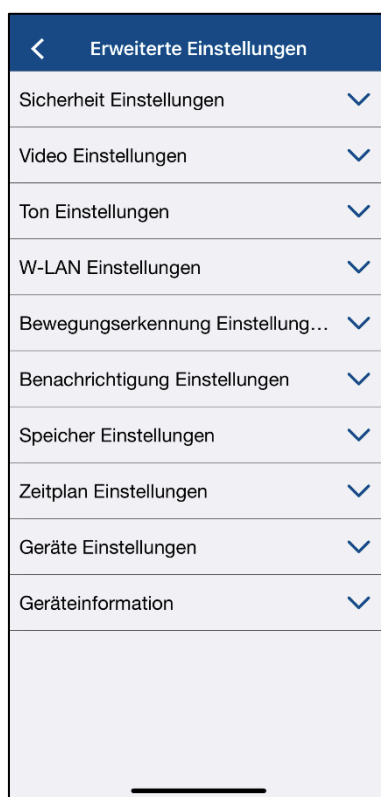 Erweiterte Einstellungen
Sicherheit Einstellungen
Video Einstellungen
Ton Einstellungen
W-LAN Einstellungen
Bewegungserkennung Einstellung...
Benachrichtigung Einstellungen
Speicher Einstellungen
Zeitplan Einstellungen
Geräte Einstellungen
Geräteinformation